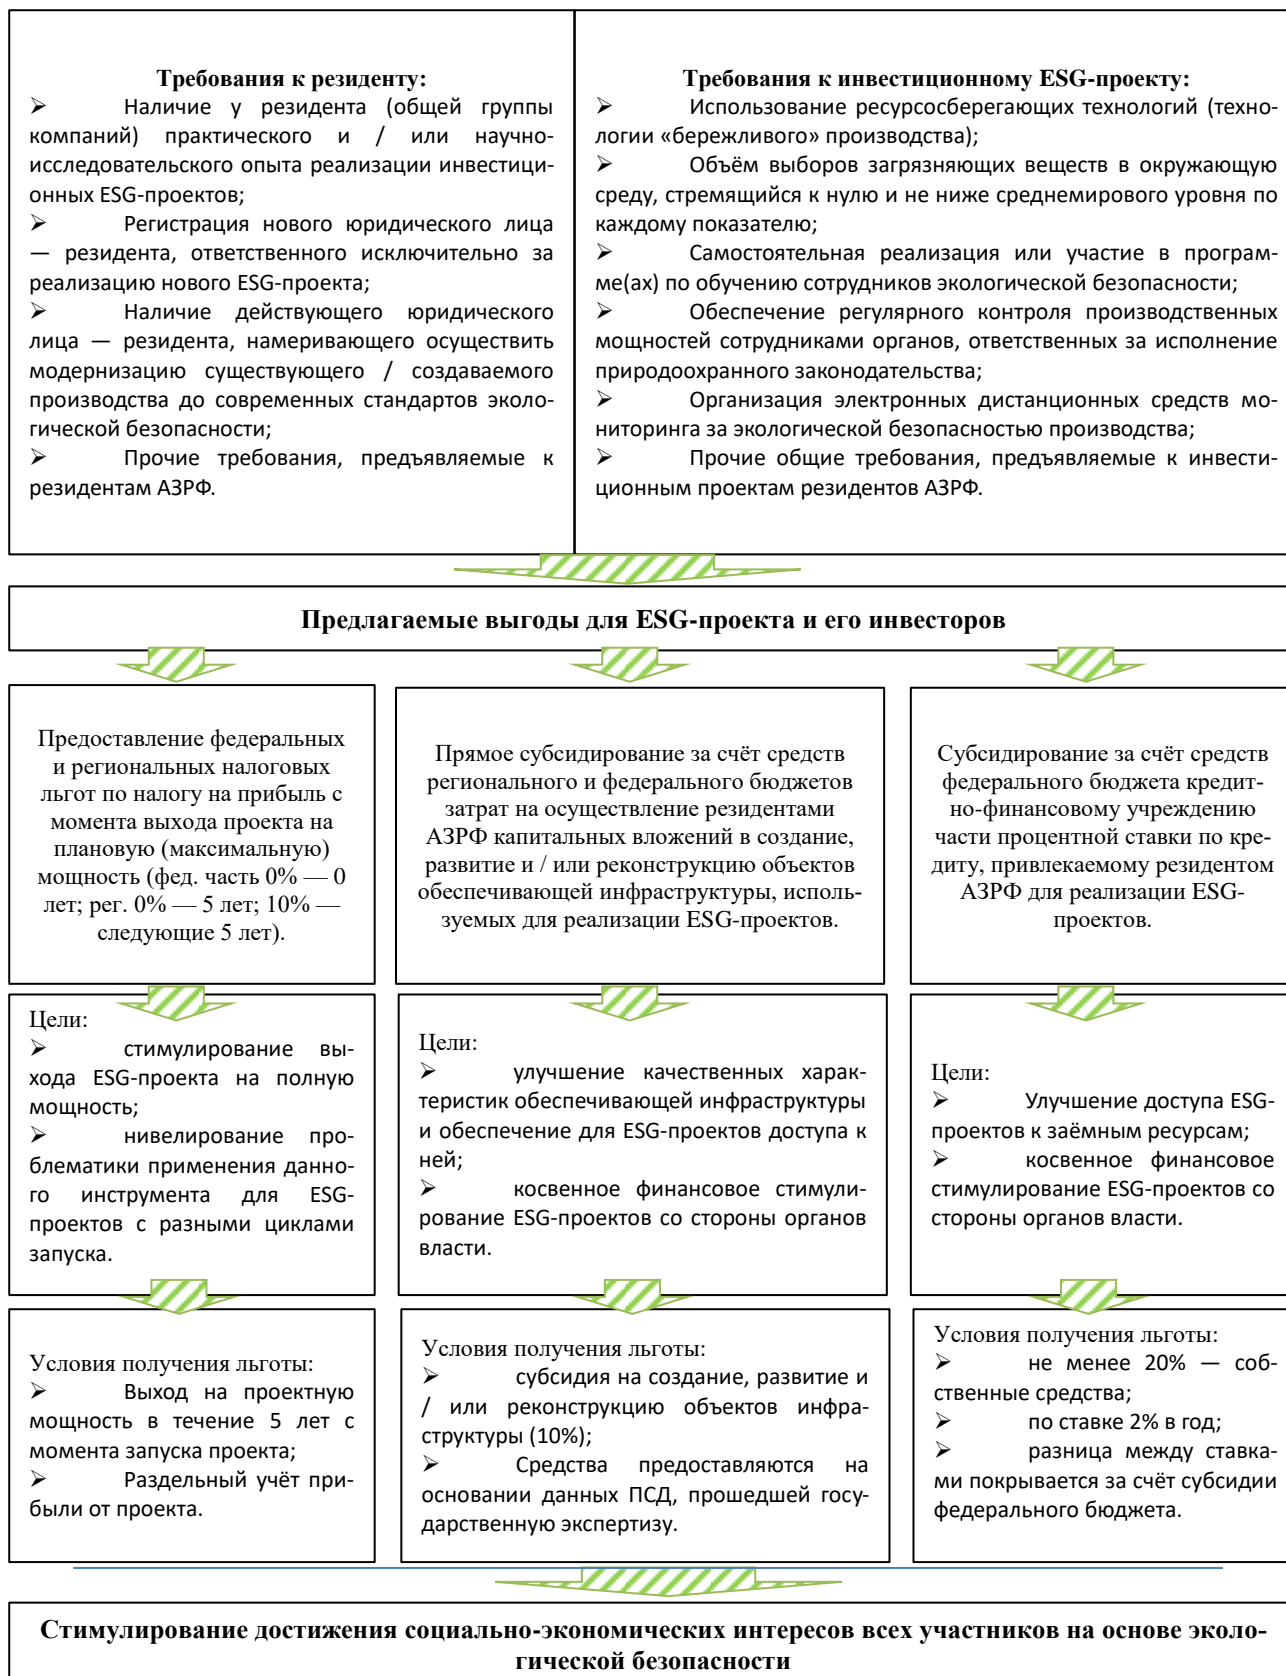 Требования к резиденту:
➢ Наличие у резидента (общей группы
компаний) практического и / или научно-
исследовательского опыта реализации инвестици-
онных ESG-проектов;
➢ Регистрация нового юридического лица
— резидента, ответственного исключительно за
реализацию нового ESG-проекта;
➢ Наличие действующего юридического
лица — резидента, намеривающего осуществить
модернизацию существующего / создаваемого
производства до современных стандартов эколо-
гической безопасности;
➢ Прочие требования, предъявляемые к
резидентам АЗРФ.
Требования к инвестиционному ESG-проекту:
➢ Использование ресурсосберегающих технологий (техно-
логии «бережливого» производства);
➢ Объём выборов загрязняющих веществ в окружающую
среду, стремящийся к нулю и не ниже среднемирового уровня по
каждому показателю;
➢ Самостоятельная реализация или участие в програм-
ме(ах) по обучению сотрудников экологической безопасности;
➢ Обеспечение регулярного контроля производственных
мощностей сотрудниками органов, ответственных за исполнение
природоохранного законодательства;
➢ Организация электронных дистанционных средств мо-
ниторинга за экологической безопасностью производства;
➢ Прочие общие требования, предъявляемые к инвести-
ционным проектам резидентов АЗРФ.
Предлагаемые выгоды для ESG-проекта и его инвесторов
Предоставление федеральных
и региональных налоговых
льгот по налогу на прибыль с
момента выхода проекта на
плановую (максимальную)
мощность (фед. часть 0% — 0
лет; рег. 0% — 5 лет; 10% —
следующие 5 лет).
Прямое субсидирование за счёт средств
регионального и федерального бюджетов
затрат на осуществление резидентами
АЗРФ капитальных вложений в создание,
развитие и / или реконструкцию объектов
обеспечивающей инфраструктуры, исполь-
зуемых для реализации ESG-проектов.
Субсидирование за счёт средств
федерального бюджета кредит-
но-финансовому учреждению
части процентной ставки по кре-
диту, привлекаемому резидентом
АЗРФ для реализации ESG-
проектов.
Цели:
➢ стимулирование вы-
хода ESG-проекта на полную
мощность;
➢ нивелирование про-
блематики применения данно-
го инструмента для ESG-
проектов с разными циклами
запуска.
Цели:
➢ улучшение качественных харак-
теристик обеспечивающей инфраструктуры
и обеспечение для ESG-проектов доступа к
ней;
➢ косвенное финансовое стимули-
рование ESG-проектов со стороны органов
власти.
Цели:
➢ Улучшение доступа ESG-
проектов к заёмным ресурсам;
➢ косвенное финансовое
стимулирование ESG-проектов со
стороны органов власти.
Условия получения льготы:
➢ Выход на проектную
мощность в течение 5 лет с
момента запуска проекта;
➢ Раздельный учёт при-
были от проекта.
Условия получения льготы:
➢ субсидия на создание, развитие и
/ или реконструкцию объектов инфра-
структуры (10%);
➢ Средства предоставляются на
основании данных ПСД, прошедшей госу-
дарственную экспертизу.
Условия получения льготы:
➢ не менее 20% — соб-
ственные средства;
➢ по ставке 2% в год;
➢ разница между ставка-
ми покрывается за счёт субсидии
федерального бюджета.
Стимулирование достижения социально-экономических интересов всех участников на основе эколо-
гической безопасности